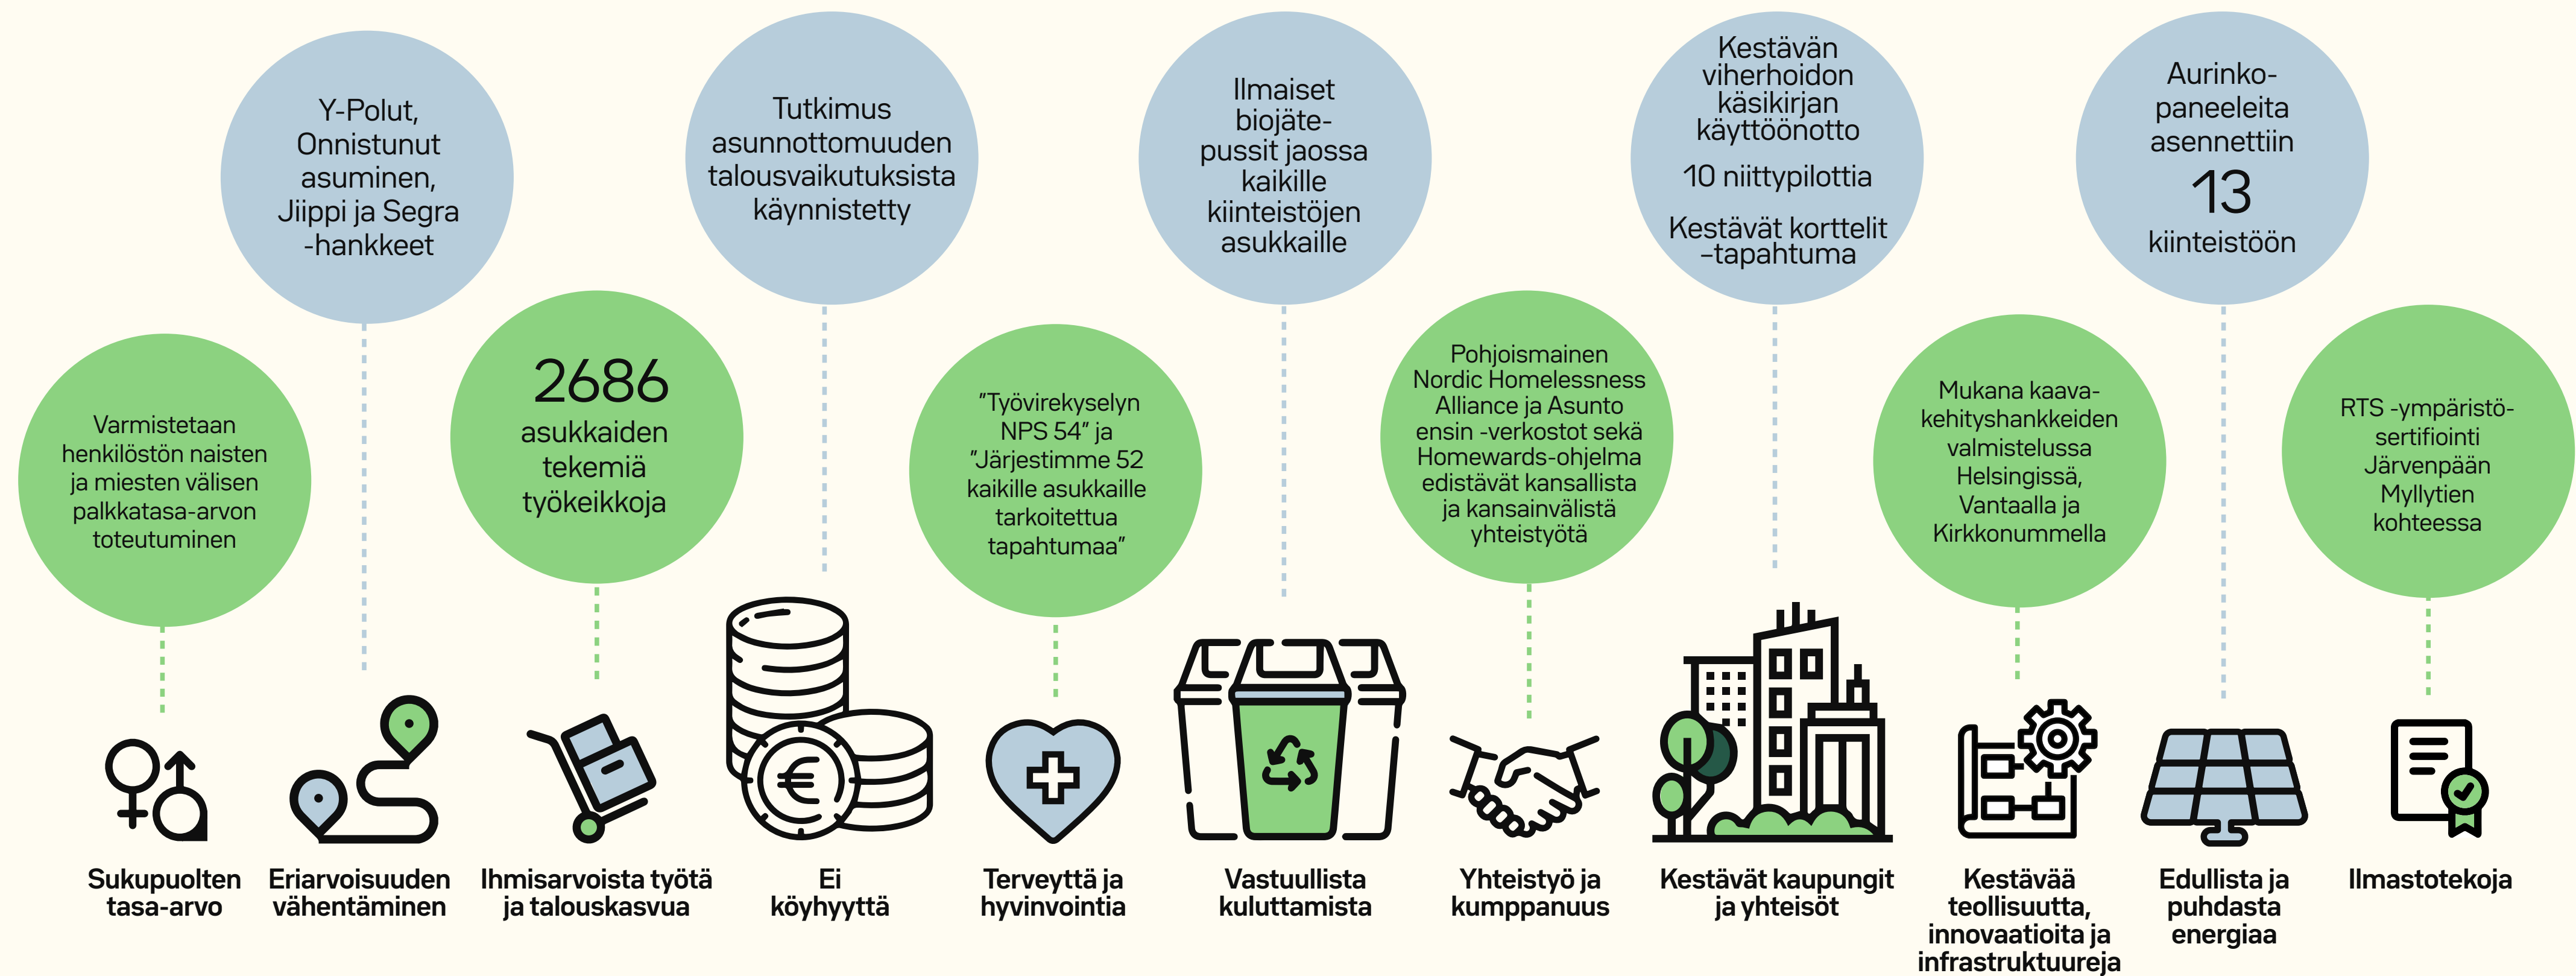 Varmistetaan
henkilöstön naisten
ja miesten välisen
palkkatasa-arvon
toteutuminen
Sukupuolten
tasa-arvo
Y-Polut,
Onnistunut
asuminen,
Jiippi ja Segra
-hankkeet
Eriarvoisuuden
vähentäminen
2686
asukkaiden
tekemiä
työkeikkoja
Ihmisarvoista työtä
ja talouskasvua
Tutkimus
asunnottomuuden
talousvaikutuksista
käynnistetty
Ei
köyhyyttä
"Työvirekyselyn
NPS 54" ja
"Järjestimme 52
kaikille asukkaille
tarkoitettua
tapahtumaa"
Terveyttä ja
hyvinvointia
Ilmaiset
biojäte-
pussit jaossa
kaikille
kiinteistöjen
asukkaille
Vastuullista
kuluttamista
Pohjoismainen
Nordic Homelessness
Alliance ja Asunto
ensin -verkostot sekä
Homewards-ohjelma
edistävät kansallista
ja kansainvälistä
yhteistyötä
Yhteistyö ja
kumppanuus
Kestävän
viherhoidon
käsikirjan
käyttöönotto
10 niittypilottia
Kestävät korttelit
–tapahtuma
Kestävät kaupungit
ja yhteisöt
Mukana kaava-
kehityshankkeiden
valmistelussa
Helsingissä,
Vantaalla ja
Kirkkonummella
Kestävää
teollisuutta,
innovaatioita ja
infrastruktuureja
Aurinko-
paneeleita
asennettiin
13
kiinteistöön
Edullista ja
puhdasta
energiaa
RTS -ympäristö-
sertifiointi
Järvenpään
Myllytien
kohteessa
Ilmastotekoja